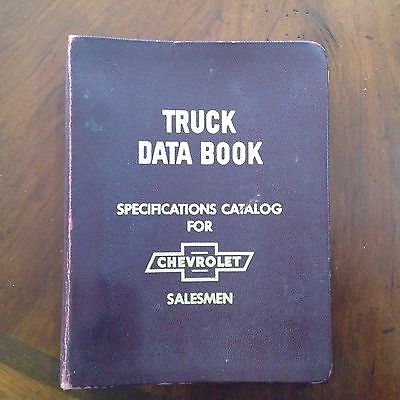 TRUCK
DATA BOOK
SPECIFICATIONS CATALOG
FOR
CHEVROLET
SALESMEN